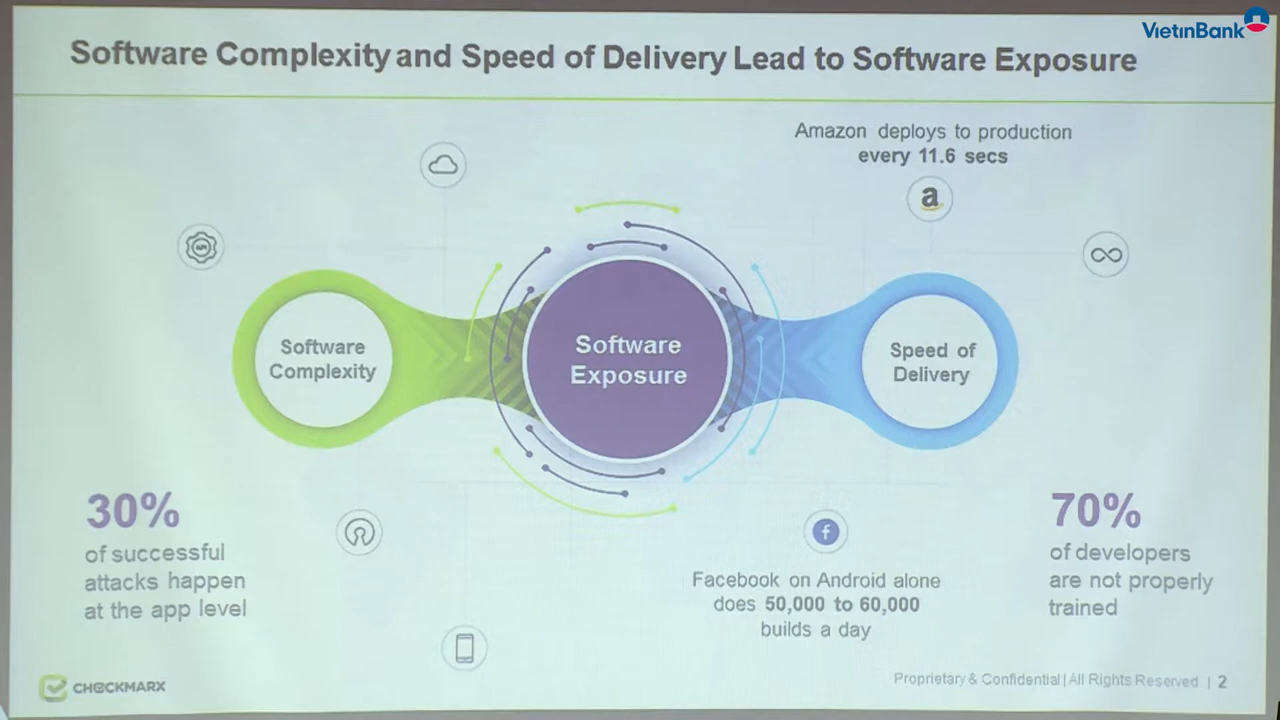 VietinBank
Software Complexity and Speed of Delivery Lead to Software Exposure
Amazon deploys to production
every 11.6 secs
a
Software
Complexity
Software
Exposure
Speed of
Delivery
30%
of successful
attacks happen
at the app level
f
Facebook on Android alone
does 50,000 to 60,000
builds a day
70%
of developers
are not properly
trained
CHECKMARX
Proprietary & Confidential | All Rights Reserved | 2